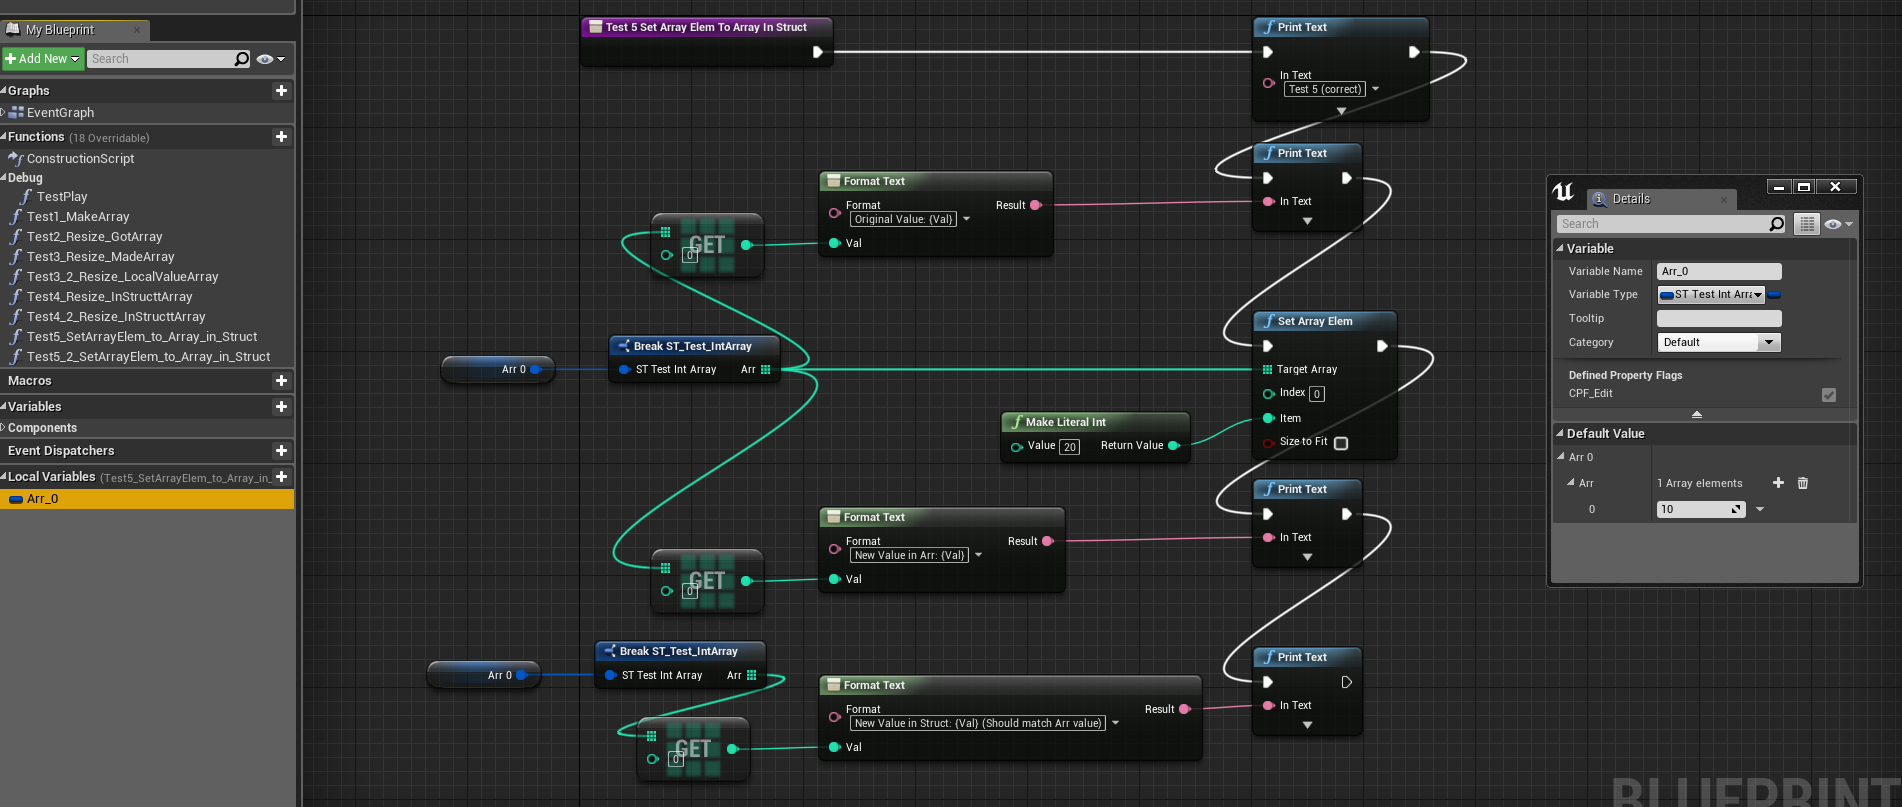 My Blueprint
Add New
Search
Graphs
EventGraph
Functions (18 Overridable)
ConstructionScript
Debug
TestPlay
Test1_MakeArray
Test2_Resize_GotArray
Test3_Resize_MadeArray
Test3_2_Resize_LocalValueArray
Test4_Resize_InStructtArray
Test4_2_Resize_InStructtArray
Test5_SetArrayElem_to_Array_in_Struct
Test5_2_SetArrayElem_to_Array_in_Struct
Macros
Variables
Components
Event Dispatchers
Local Variables (Test5_SetArrayElem_to_Array_in_
Arr_0
Test 5 Set Array Elem To Array In Struct
Print Text
In Text
Test 5 (correct)
Print Text
In Text
Format Text
Format
Original Value: {Val}
Result
Val
GET
0
Arr 0
Break ST_Test_IntArray
ST Test Int Array Arr
Set Array Elem
Target Array
Index 0
Item
Size to Fit
Make Literal Int
Value 20 Return Value
Print Text
In Text
Format Text
Format
New Value in Arr: {Val}
Result
Val
GET
0
Arr 0
Break ST_Test_IntArray
ST Test Int Array Arr
GET
0
Format Text
Format
New Value in Struct: {Val} (Should match Arr value)
Result
Val
Print Text
In Text
Details
Search
Variable
Variable Name Arr_0
Variable Type ST Test Int Arra
Tooltip
Category Default
Defined Property Flags
CPF_Edit
Default Value
Arr 0
Arr 1 Array elements
0 10
BLUEPRINT